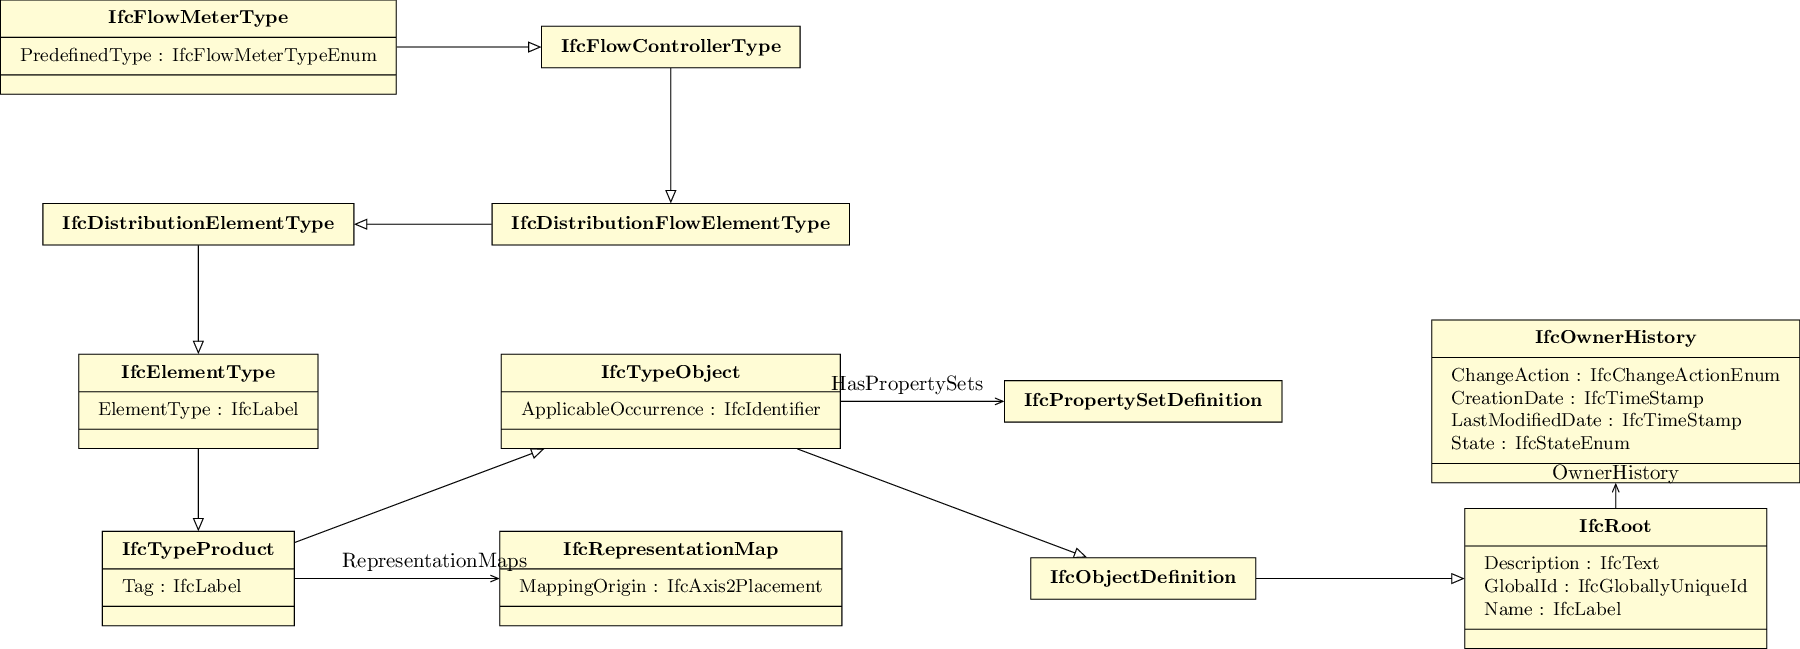 IfcFlowMeterType
PredefinedType : IfcFlowMeterTypeEnum
IfcFlowControllerType
IfcDistributionElementType
IfcDistributionFlowElementType
IfcElementType
ElementType : IfcLabel
IfcTypeObject
ApplicableOccurrence : IfcIdentifier
HasPropertySets
IfcPropertySetDefinition
IfcOwnerHistory
ChangeAction : IfcChangeActionEnum
CreationDate : IfcTimeStamp
LastModifiedDate : IfcTimeStamp
State : IfcStateEnum
OwnerHistory
IfcTypeProduct
Tag : IfcLabel
RepresentationMaps
IfcRepresentationMap
MappingOrigin : IfcAxis2Placement
IfcObjectDefinition
IfcRoot
Description : IfcText
GlobalId : IfcGloballyUniqueId
Name : IfcLabel